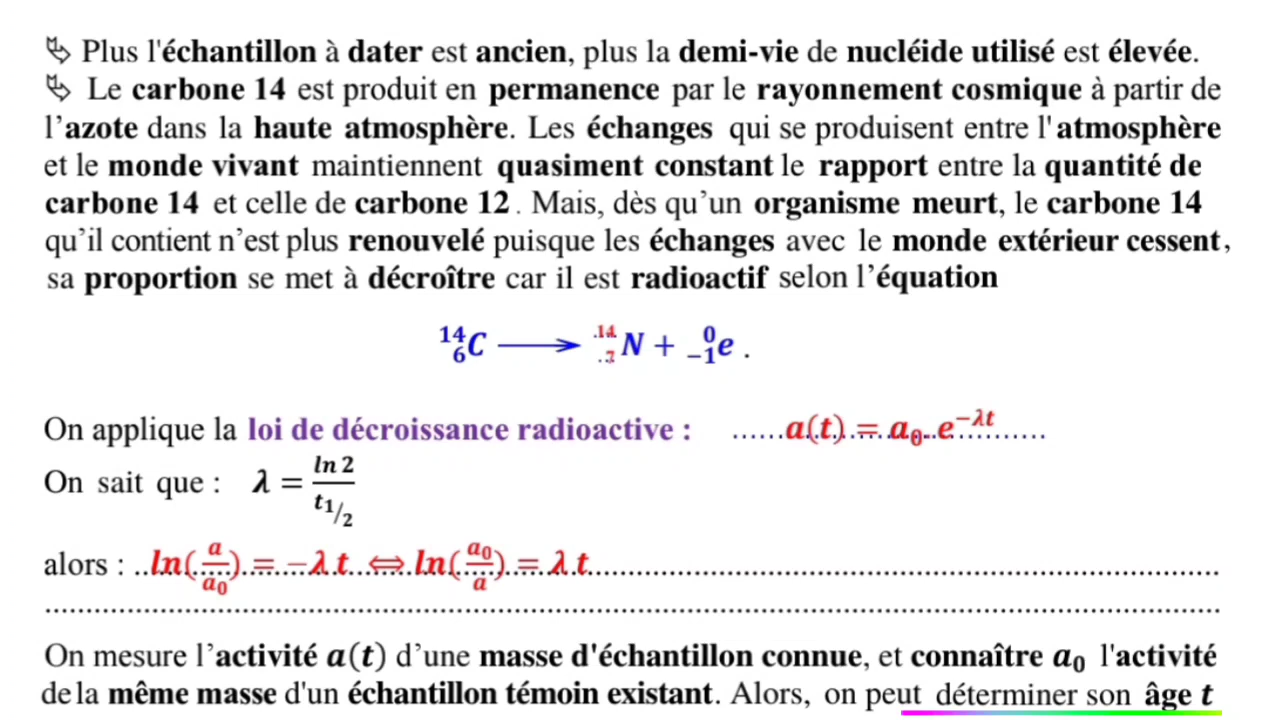 Plus l'échantillon à dater est ancien, plus la demi-vie de nucléide utilisé est élevée.
Le carbone 14 est produit en permanence par le rayonnement cosmique à partir de
l’azote dans la haute atmosphère. Les échanges qui se produisent entre l'atmosphère
et le monde vivant maintiennent quasiment constant le rapport entre la quantité de
carbone 14 et celle de carbone 12. Mais, dès qu’un organisme meurt, le carbone 14
qu’il contient n’est plus renouvelé puisque les échanges avec le monde extérieur cessent,
sa proportion se met à décroître car il est radioactif selon l’équation
¹⁴₆C ⟶ ¹⁴₇N + ⁰₋₁e .
On applique la loi de décroissance radioactive : ......a(t) = a₀ e^{−λt}......
On sait que : λ = ln 2 / t₁/₂
alors : ..ln(a/a₀) = −λ t ⇔ ln(a₀/a) = λ t......
On mesure l’activité a(t) d’une masse d'échantillon connue, et connaître a₀ l'activité
de la même masse d'un échantillon témoin existant. Alors, on peut déterminer son âge t